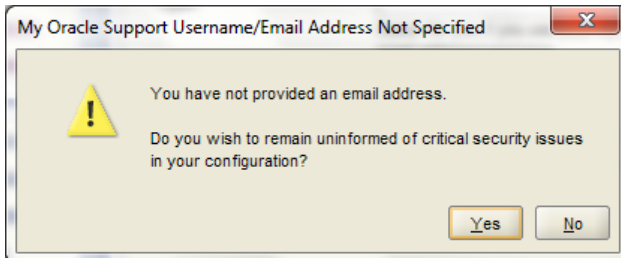 My Oracle Support Username/Email Address Not Specified
You have not provided an email address.
Do you wish to remain uninformed of critical security issues
in your configuration?
Yes No